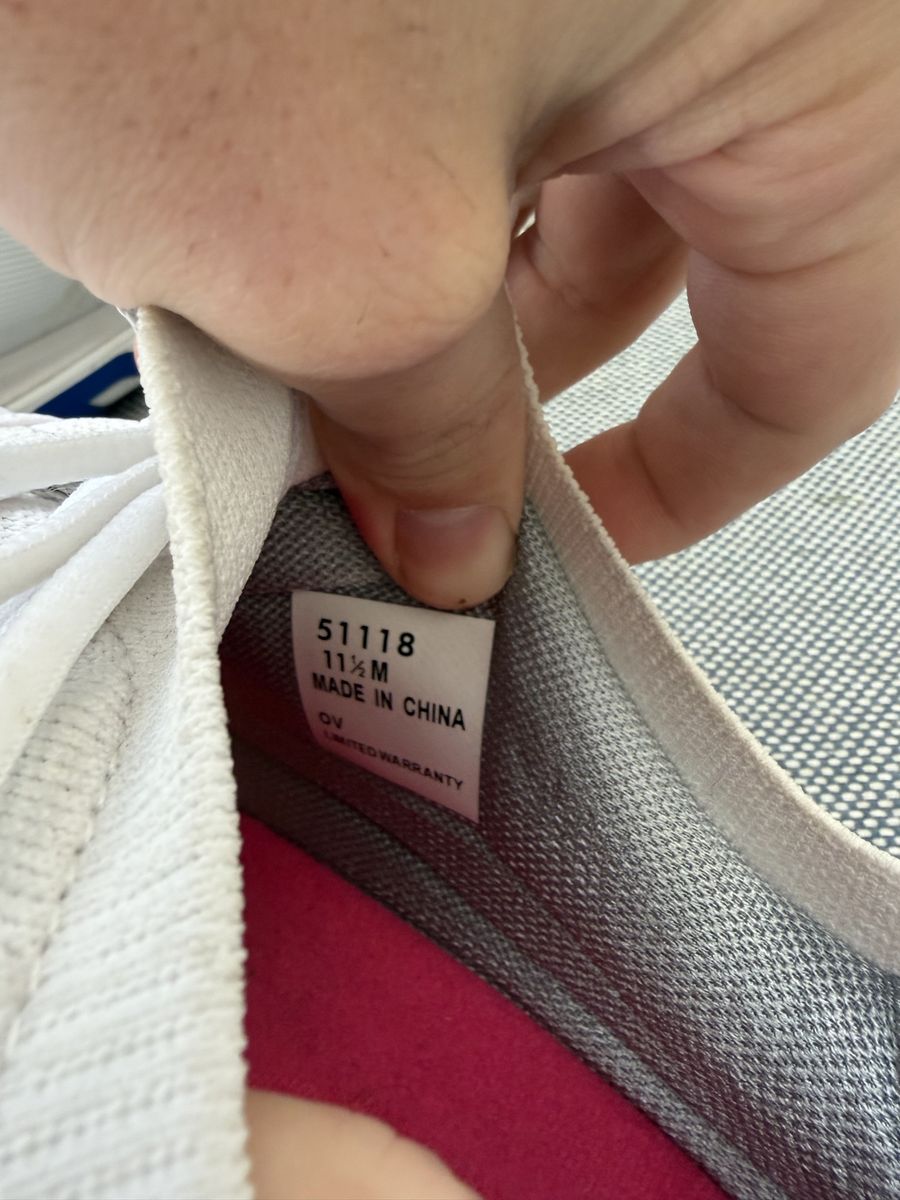 51118
11½ M
MADE IN CHINA
OV
LIMITED WARRANTY